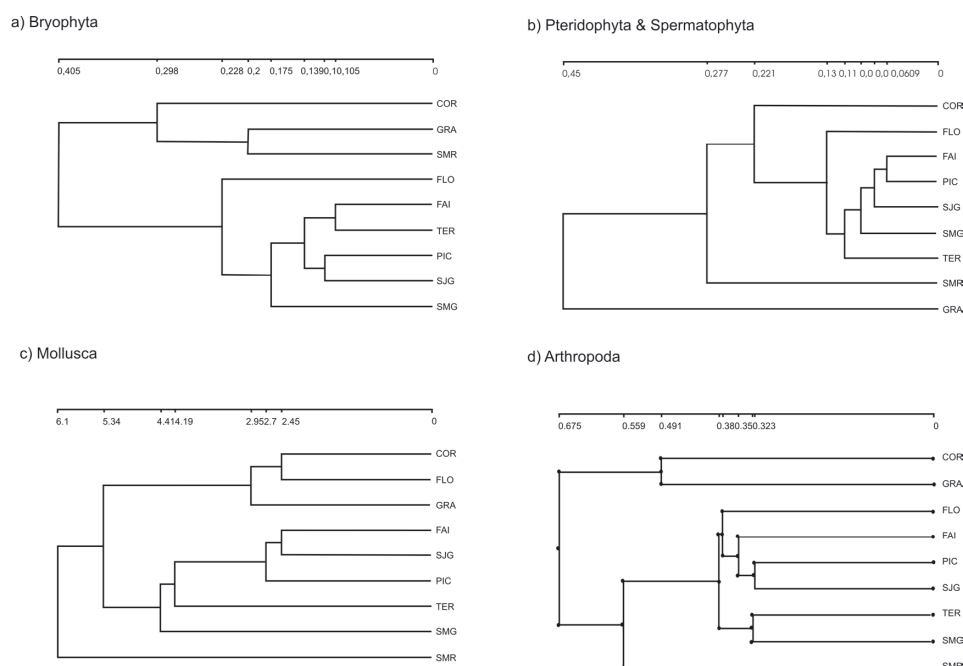 a) Bryophyta
0,405 0,298 0,228 0,2 0,175 0,1390,10,105 0
COR
GRA
SMR
FLO
FAI
TER
PIC
SJG
SMG
b) Pteridophyta & Spermatophyta
0,45 0,277 0,221 0,13 0,11 0,0 0,0 0,0609 0
COR
FLO
FAI
PIC
SJG
SMG
TER
SMR
GRA
c) Mollusca
6.1 5.34 4.414.19 2.952.7 2.45 0
COR
FLO
GRA
FAI
SJG
PIC
TER
SMG
SMR
d) Arthropoda
0.675 0.559 0.491 0.380.350.323 0
COR
GRA
FLO
FAI
PIC
SJG
TER
SMG
SMR